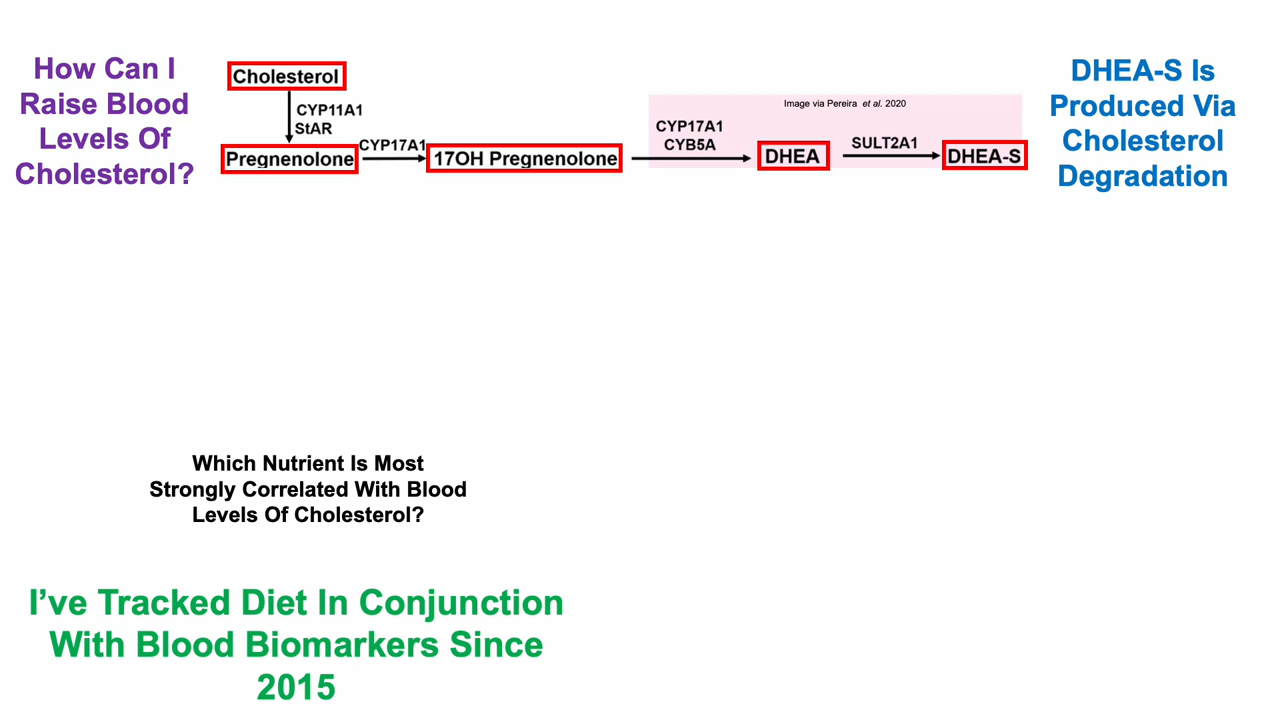 How Can I
Raise Blood
Levels Of
Cholesterol?
Cholesterol
CYP11A1
StAR
Pregnenolone
CYP17A1
17OH Pregnenolone
CYP17A1
CYB5A
Image via Pereira et al. 2020
DHEA
SULT2A1
DHEA-S
DHEA-S Is
Produced Via
Cholesterol
Degradation
Which Nutrient Is Most
Strongly Correlated With Blood
Levels Of Cholesterol?
I’ve Tracked Diet In Conjunction
With Blood Biomarkers Since
2015